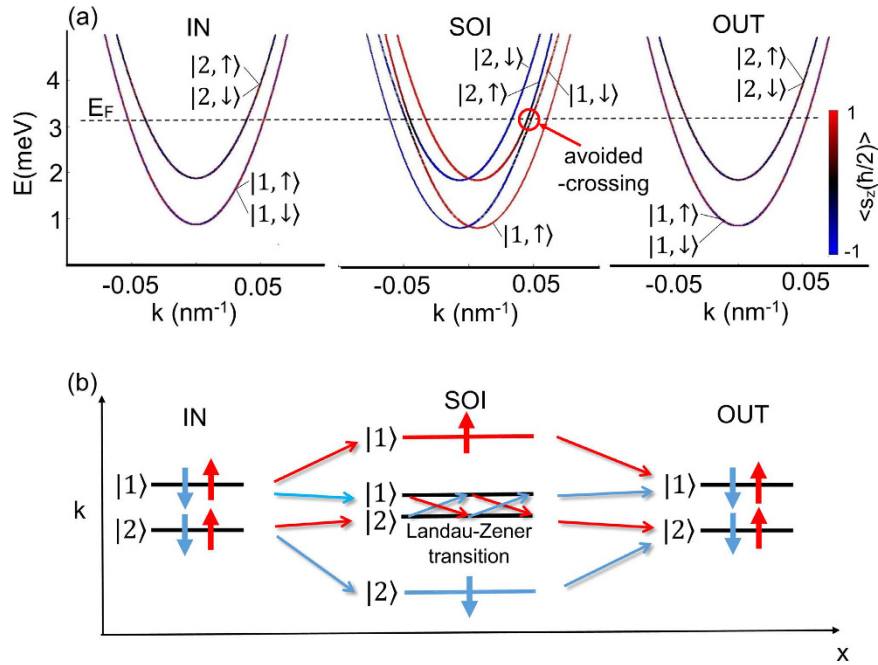 (a)
IN
SOI
OUT
E(meV)
4
3
2
1
E_F
|2,↑⟩
|2,↓⟩
|1,↑⟩
|1,↓⟩
|2,↓⟩
|2,↑⟩
|1,↓⟩
avoided
-crossing
|1,↑⟩
|2,↑⟩
|2,↓⟩
|1,↑⟩
|1,↓⟩
1
-1
<s_z(ħ/2)>
-0.05 0.05
k (nm⁻¹)
-0.05 0.05
k (nm⁻¹)
-0.05 0.05
k (nm⁻¹)
(b)
IN
SOI
OUT
k
|1⟩
|2⟩
|1⟩
|1⟩
|2⟩
Landau-Zener
transition
|2⟩
|1⟩
|2⟩
x